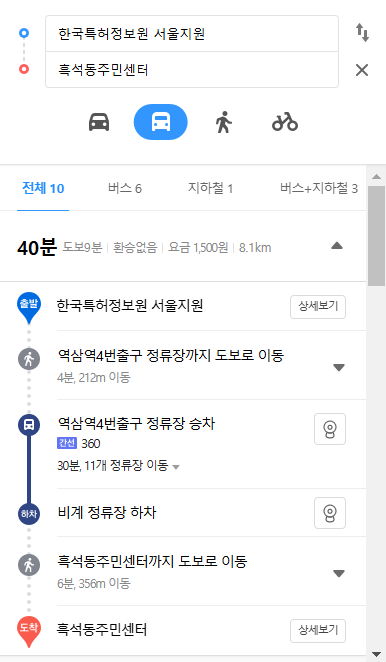 한국특허정보원 서울지원
흑석동주민센터
전체 10 버스 6 지하철 1 버스+지하철 3
40분 도보9분 환승없음 요금 1,500원 8.1km
출발 한국특허정보원 서울지원 상세보기
역삼역4번출구 정류장까지 도보로 이동
4분, 212m 이동
역삼역4번출구 정류장 승차
간선 360
30분, 11개 정류장 이동
하차 비계 정류장 하차
흑석동주민센터까지 도보로 이동
6분, 356m 이동
도착 흑석동주민센터 상세보기